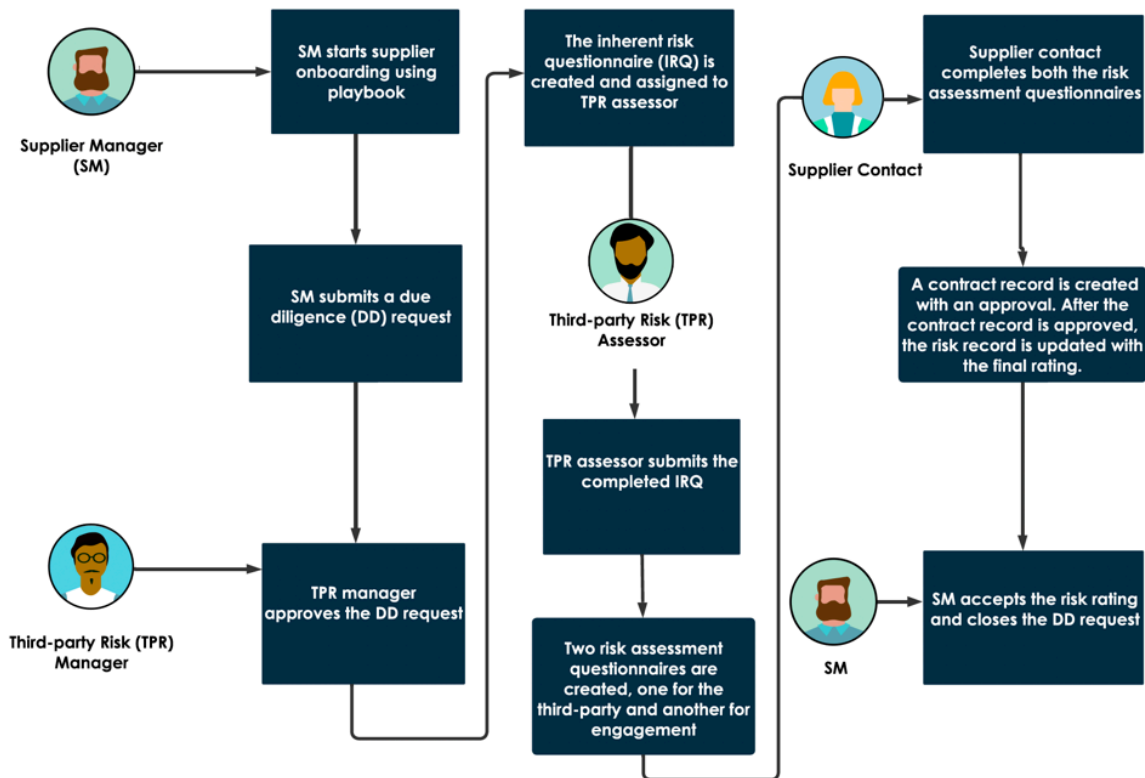 SM starts supplier
onboarding using
playbook
Supplier Manager
(SM)
SM submits a due
diligence (DD) request
TPR manager
approves the DD request
Third-party Risk (TPR)
Manager
The inherent risk
questionnaire (IRQ) is
created and assigned to
TPR assessor
Third-party Risk (TPR)
Assessor
TPR assessor submits the
completed IRQ
Two risk assessment
questionnaires are
created, one for the
third-party and another for
engagement
Supplier Contact
Supplier contact
completes both the risk
assessment questionnaires
A contract record is created
with an approval. After the
contract record is approved,
the risk record is updated with
the final rating.
SM accepts the risk rating
and closes the DD request
SM